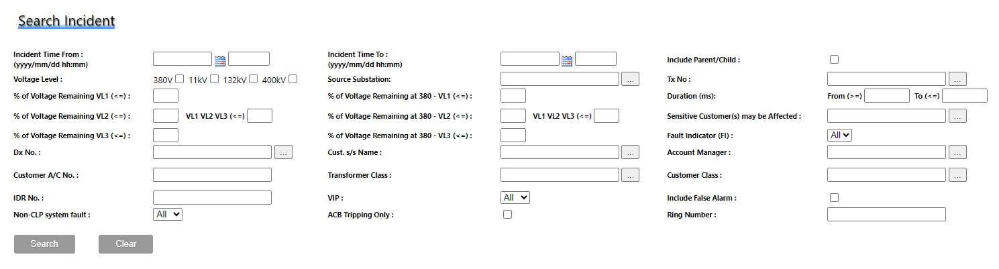 Search Incident
Incident Time From : Incident Time To :
(yyyy/mm/dd hh:mm) (yyyy/mm/dd hh:mm) Include Parent/Child :
Voltage Level : 380V 11kV 132kV 400kV Source Substation: ... Tx No : ...
% of Voltage Remaining VL1 (<=) : % of Voltage Remaining at 380 - VL1 (<=) : Duration (ms): From (>=) To (<=)
% of Voltage Remaining VL2 (<=) : VL1 VL2 VL3 (<=) % of Voltage Remaining at 380 - VL2 (<=) : VL1 VL2 VL3 (<=) Sensitive Customer(s) may be Affected : ...
% of Voltage Remaining VL3 (<=) : % of Voltage Remaining at 380 - VL3 (<=) : Fault Indicator (FI) : All
Dx No. : ... Cust. s/s Name : ... Account Manager : ...
Customer A/C No. : Transformer Class : ... Customer Class : ...
IDR No. : VIP : All Include False Alarm :
Non-CLP system fault : All ACB Tripping Only : Ring Number :
Search Clear